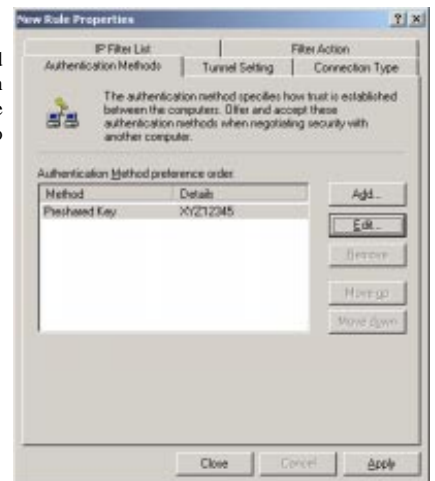 New Rule Properties
IP Filter List
Filter Action
Authentication Methods
Tunnel Setting
Connection Type
The authentication method specifies how trust is established
between the computers. Offer and accept these
authentication methods when negotiating security with
another computer.
Authentication Method preference order:
Method Details
Preshared Key XYZ12345
Add...
Edit...
Remove
Move up
Move down
Close
Cancel
Apply